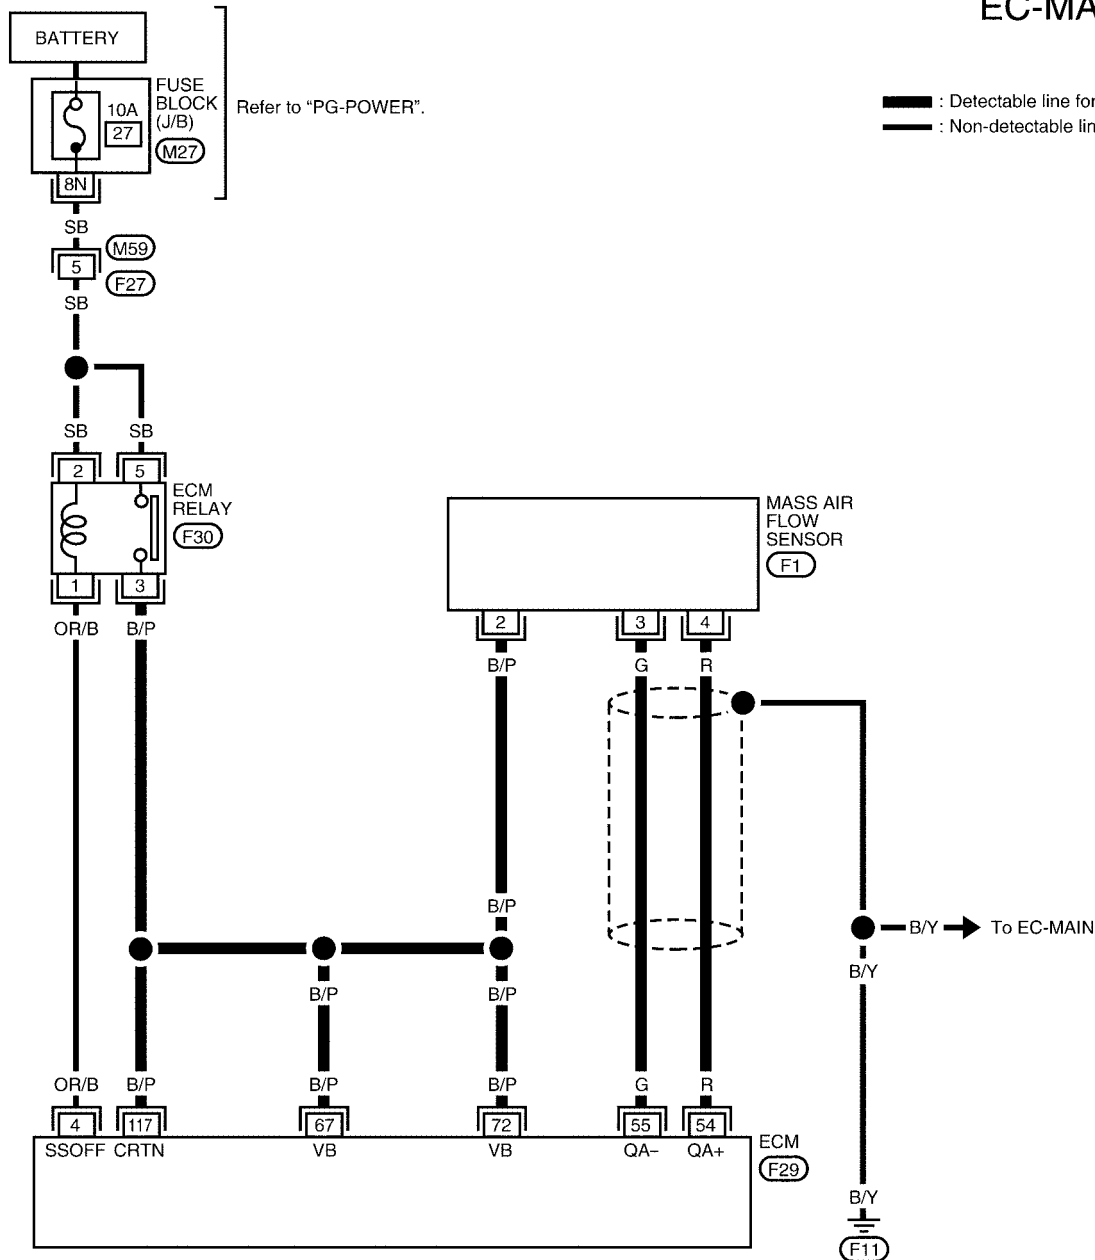 EC-MA
BATTERY
FUSE
BLOCK
(J/B)
10A
27
M27
Refer to “PG-POWER”.
: Detectable line for
: Non-detectable lin
8N
SB
M59
5
F27
SB
SB SB
2 5
ECM
RELAY
F30
1 3
OR/B B/P
MASS AIR
FLOW
SENSOR
F1
2 3 4
B/P G R
B/P
B/Y To EC-MAIN
B/Y
B/P B/P
OR/B B/P B/P B/P G R
4 117 67 72 55 54
SSOFF CRTN VB VB QA– QA+
ECM
F29
B/Y
F11